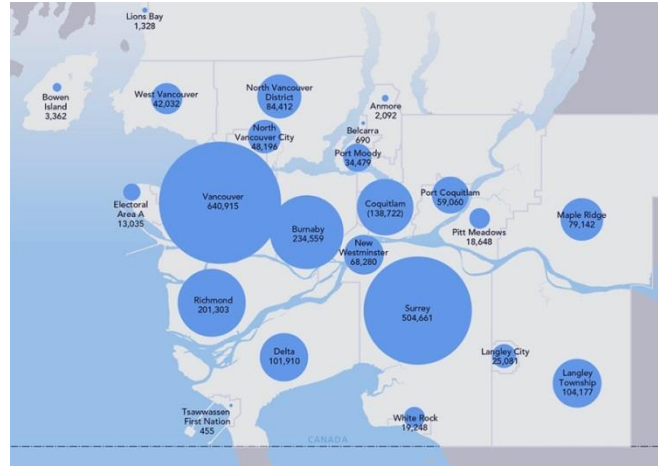 Lions Bay
1,328
Bowen
Island
3,362
West Vancouver
42,032
North Vancouver
District
84,412
Anmore
2,092
Belcarra
690
North
Vancouver City
48,196
Port Moody
34,479
Vancouver
640,915
Electoral
Area A
13,035
Burnaby
234,559
Coquitlam
(138,722)
Port Coquitlam
59,060
Pitt Meadows
18,648
Maple Ridge
79,142
New
Westminster
68,280
Richmond
201,303
Surrey
504,661
Delta
101,910
Langley City
25,081
Langley
Township
104,177
Tsawwassen
First Nation
455
White Rock
19,248
CANADA